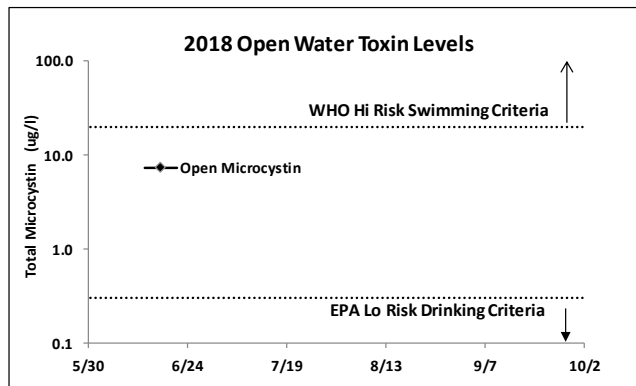 2018 Open Water Toxin Levels
100.0
WHO Hi Risk Swimming Criteria
10.0
Open Microcystin
Total Microcystin (ug/l)
1.0
EPA Lo Risk Drinking Criteria
0.1
5/30 6/24 7/19 8/13 9/7 10/2